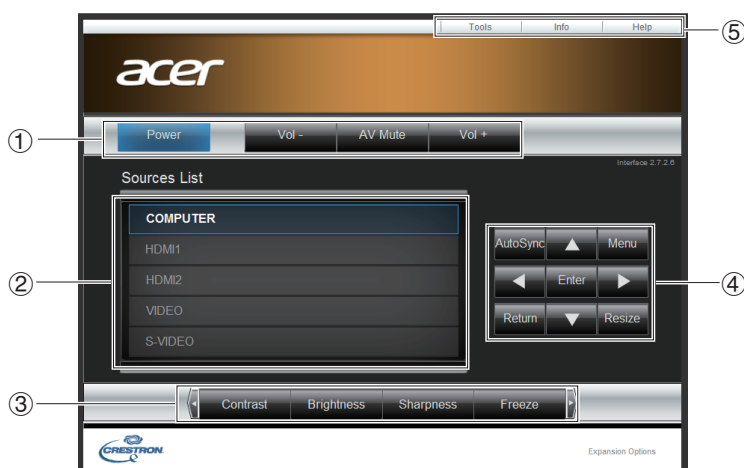 Tools Info Help
⑤
acer
①
Power Vol - AV Mute Vol +
Interface 2.7.2.6
Sources List
COMPUTER
HDMI1
HDMI2
VIDEO
S-VIDEO
②
AutoSync Menu
Enter
Return Resize
④
③
Contrast Brightness Sharpness Freeze
CRESTRON
Expansion Options